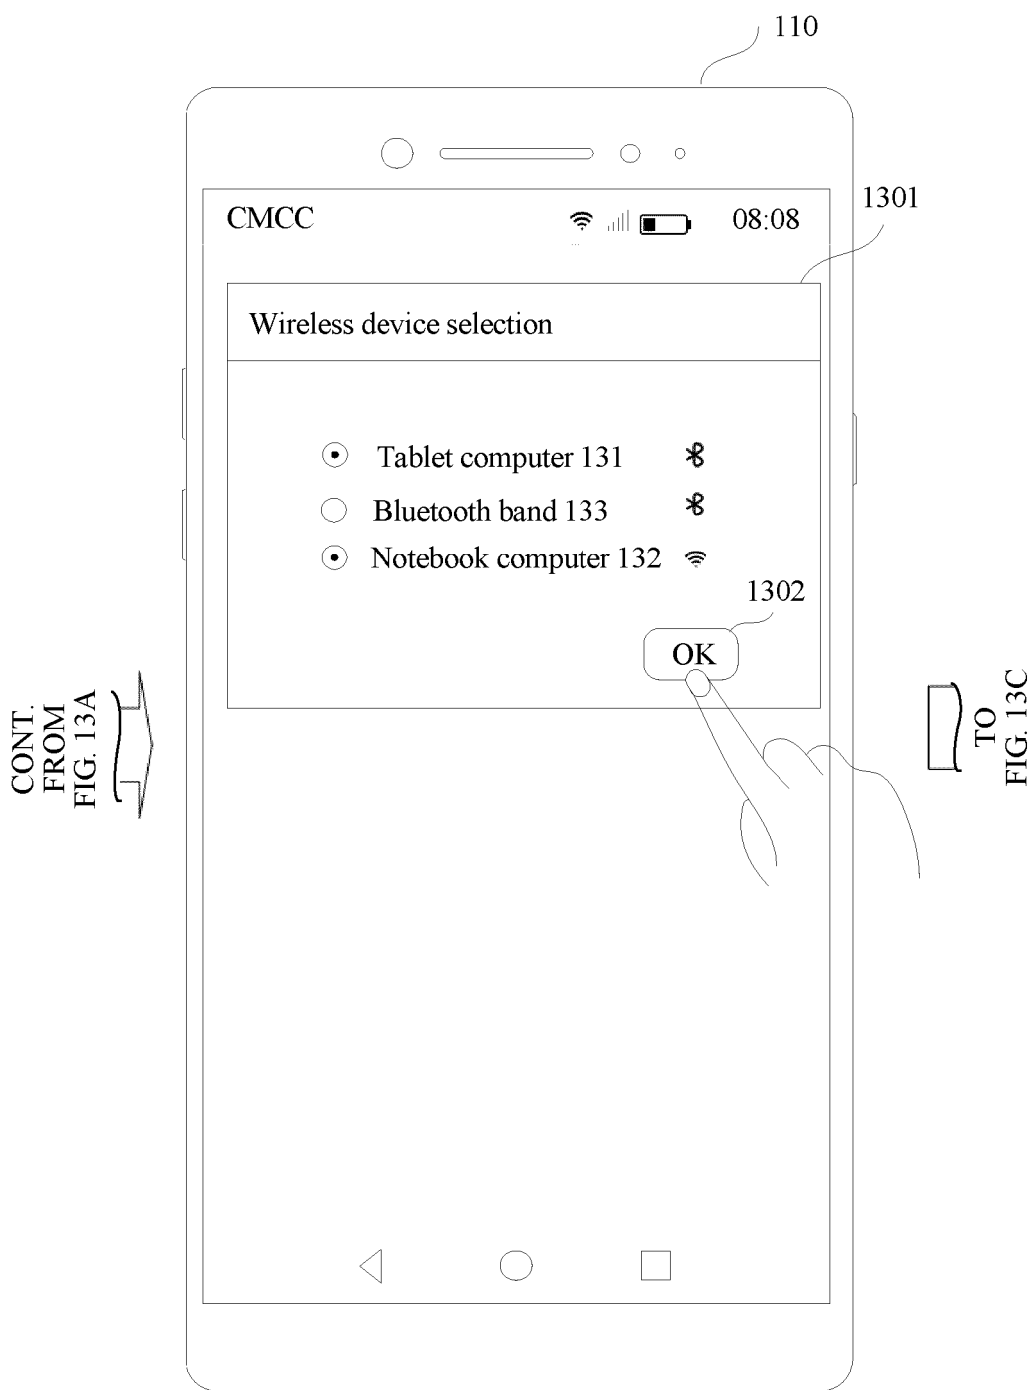 110
CMCC 08:08
1301
Wireless device selection
Tablet computer 131
Bluetooth band 133
Notebook computer 132
1302
OK
CONT.
FROM
FIG. 13A
TO
FIG. 13C